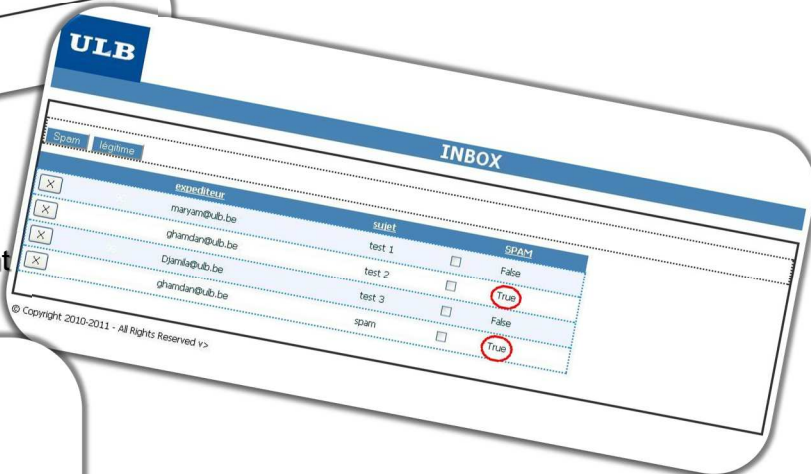 ULB
INBOX
Spam légitime
expediteur sujet SPAM
X maryam@ulb.be test 1 False
X ghamdan@ulb.be test 2 True
X Djamila@ulb.be test 3 False
X ghamdan@ulb.be spam True
© Copyright 2010-2011 - All Rights Reserved v>